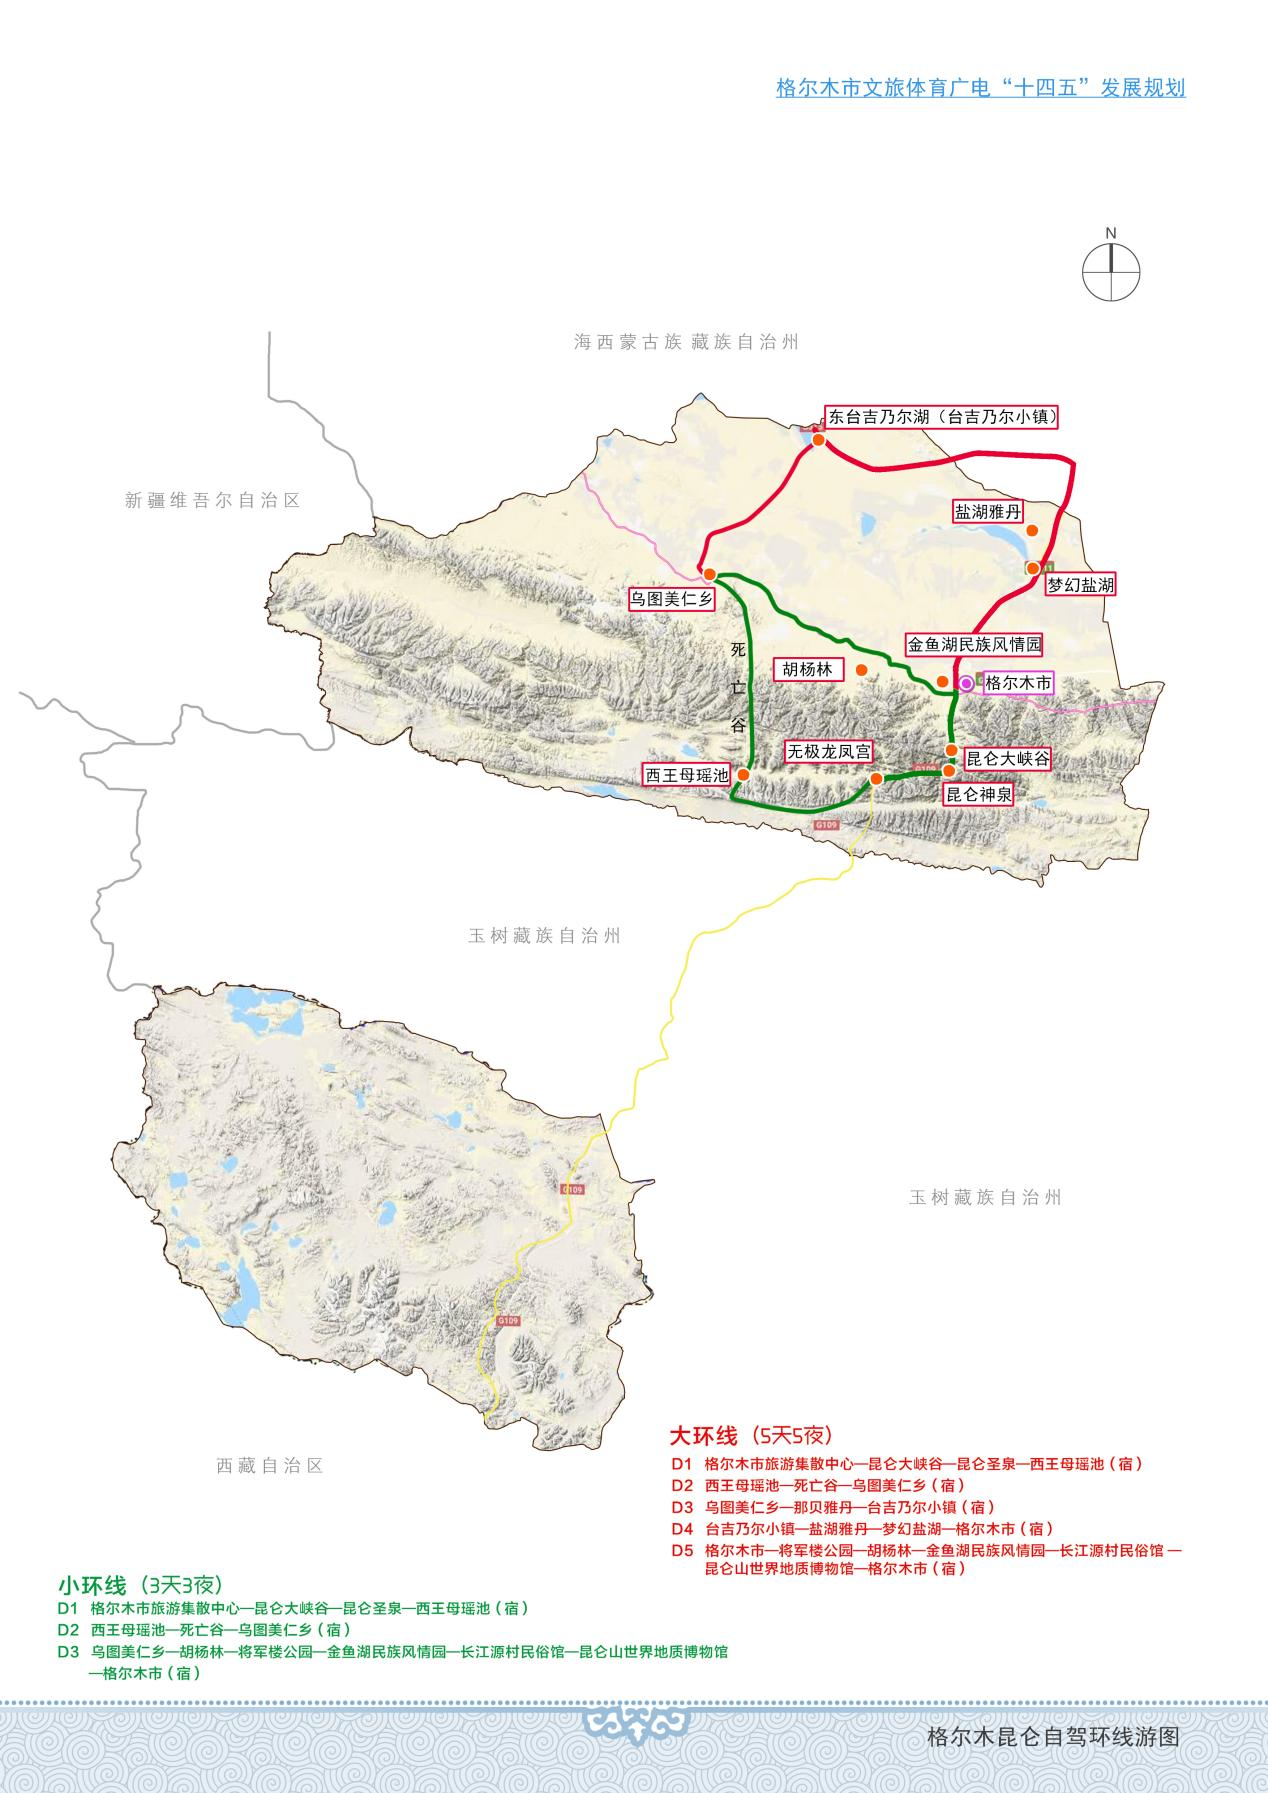 格尔木市文旅体育广电“十四五”发展规划
N
海西蒙古族 藏族自治州
东台吉乃尔湖（台吉乃尔小镇）
新疆维吾尔自治区
盐湖雅丹
梦幻盐湖
乌图美仁乡
金鱼湖民族风情园
死
亡
谷
胡杨林
格尔木市
无极龙凤宫
昆仑大峡谷
西王母瑶池
G109
昆仑神泉
G109
玉树藏族自治州
G109
玉树藏族自治州
G109
西藏自治区
大环线（5天5夜）
D1 格尔木市旅游集散中心—昆仑大峡谷—昆仑圣泉—西王母瑶池（宿）
D2 西王母瑶池—死亡谷—乌图美仁乡（宿）
D3 乌图美仁乡—那贝雅丹—台吉乃尔小镇（宿）
D4 台吉乃尔小镇—盐湖雅丹—梦幻盐湖—格尔木市（宿）
D5 格尔木市—将军楼公园—胡杨林—金鱼湖民族风情园—长江源村民俗馆 —
昆仑山世界地质博物馆—格尔木市（宿）
小环线（3天3夜）
D1 格尔木市旅游集散中心—昆仑大峡谷—昆仑圣泉—西王母瑶池（宿）
D2 西王母瑶池—死亡谷—乌图美仁乡（宿）
D3 乌图美仁乡—胡杨林—将军楼公园—金鱼湖民族风情园—长江源村民俗馆—昆仑山世界地质博物馆
—格尔木市（宿）
格尔木昆仑自驾环线游图